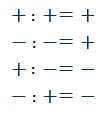 + : + = +
− : − = +
+ : − = −
− : + = −